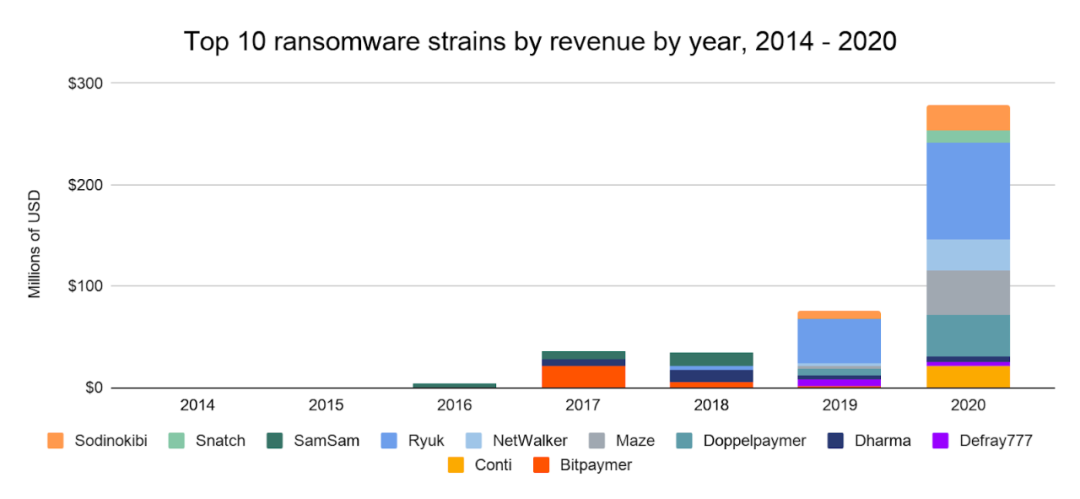 Top 10 ransomware strains by revenue by year, 2014 - 2020
Millions of USD
$300
$200
$100
$0
2014 2015 2016 2017 2018 2019 2020
Sodinokibi Snatch SamSam Ryuk NetWalker Maze Doppelpaymer Dharma Defray777
Conti Bitpaymer